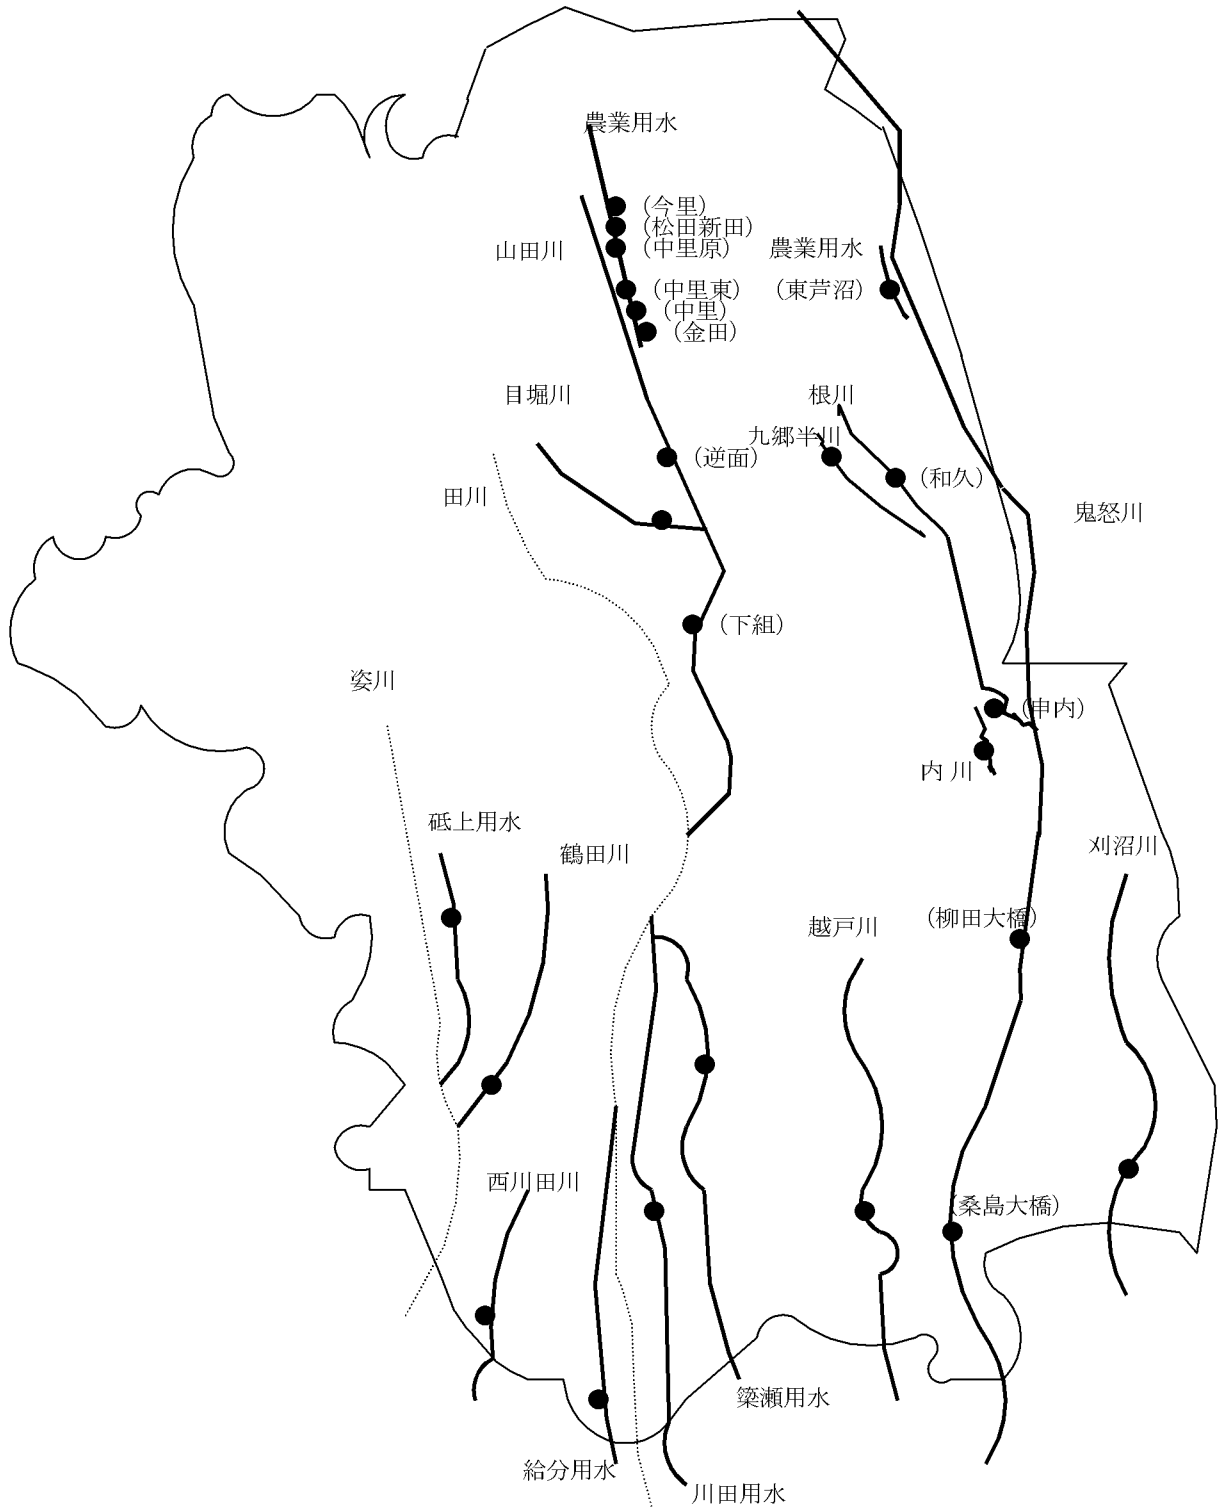 農業用水
（今里）
（松田新田）
（中里原）
山田川
農業用水
（中里東）
（東芦沼）
（中里）
（金田）
目堀川
根川
九郷半川
（逆面）
（和久）
田川
鬼怒川
（下組）
姿川
（申内）
内川
砥上用水
鶴田川
刈沼川
（柳田大橋）
越戸川
西川田川
（桑島大橋）
簗瀬用水
給分用水
川田用水